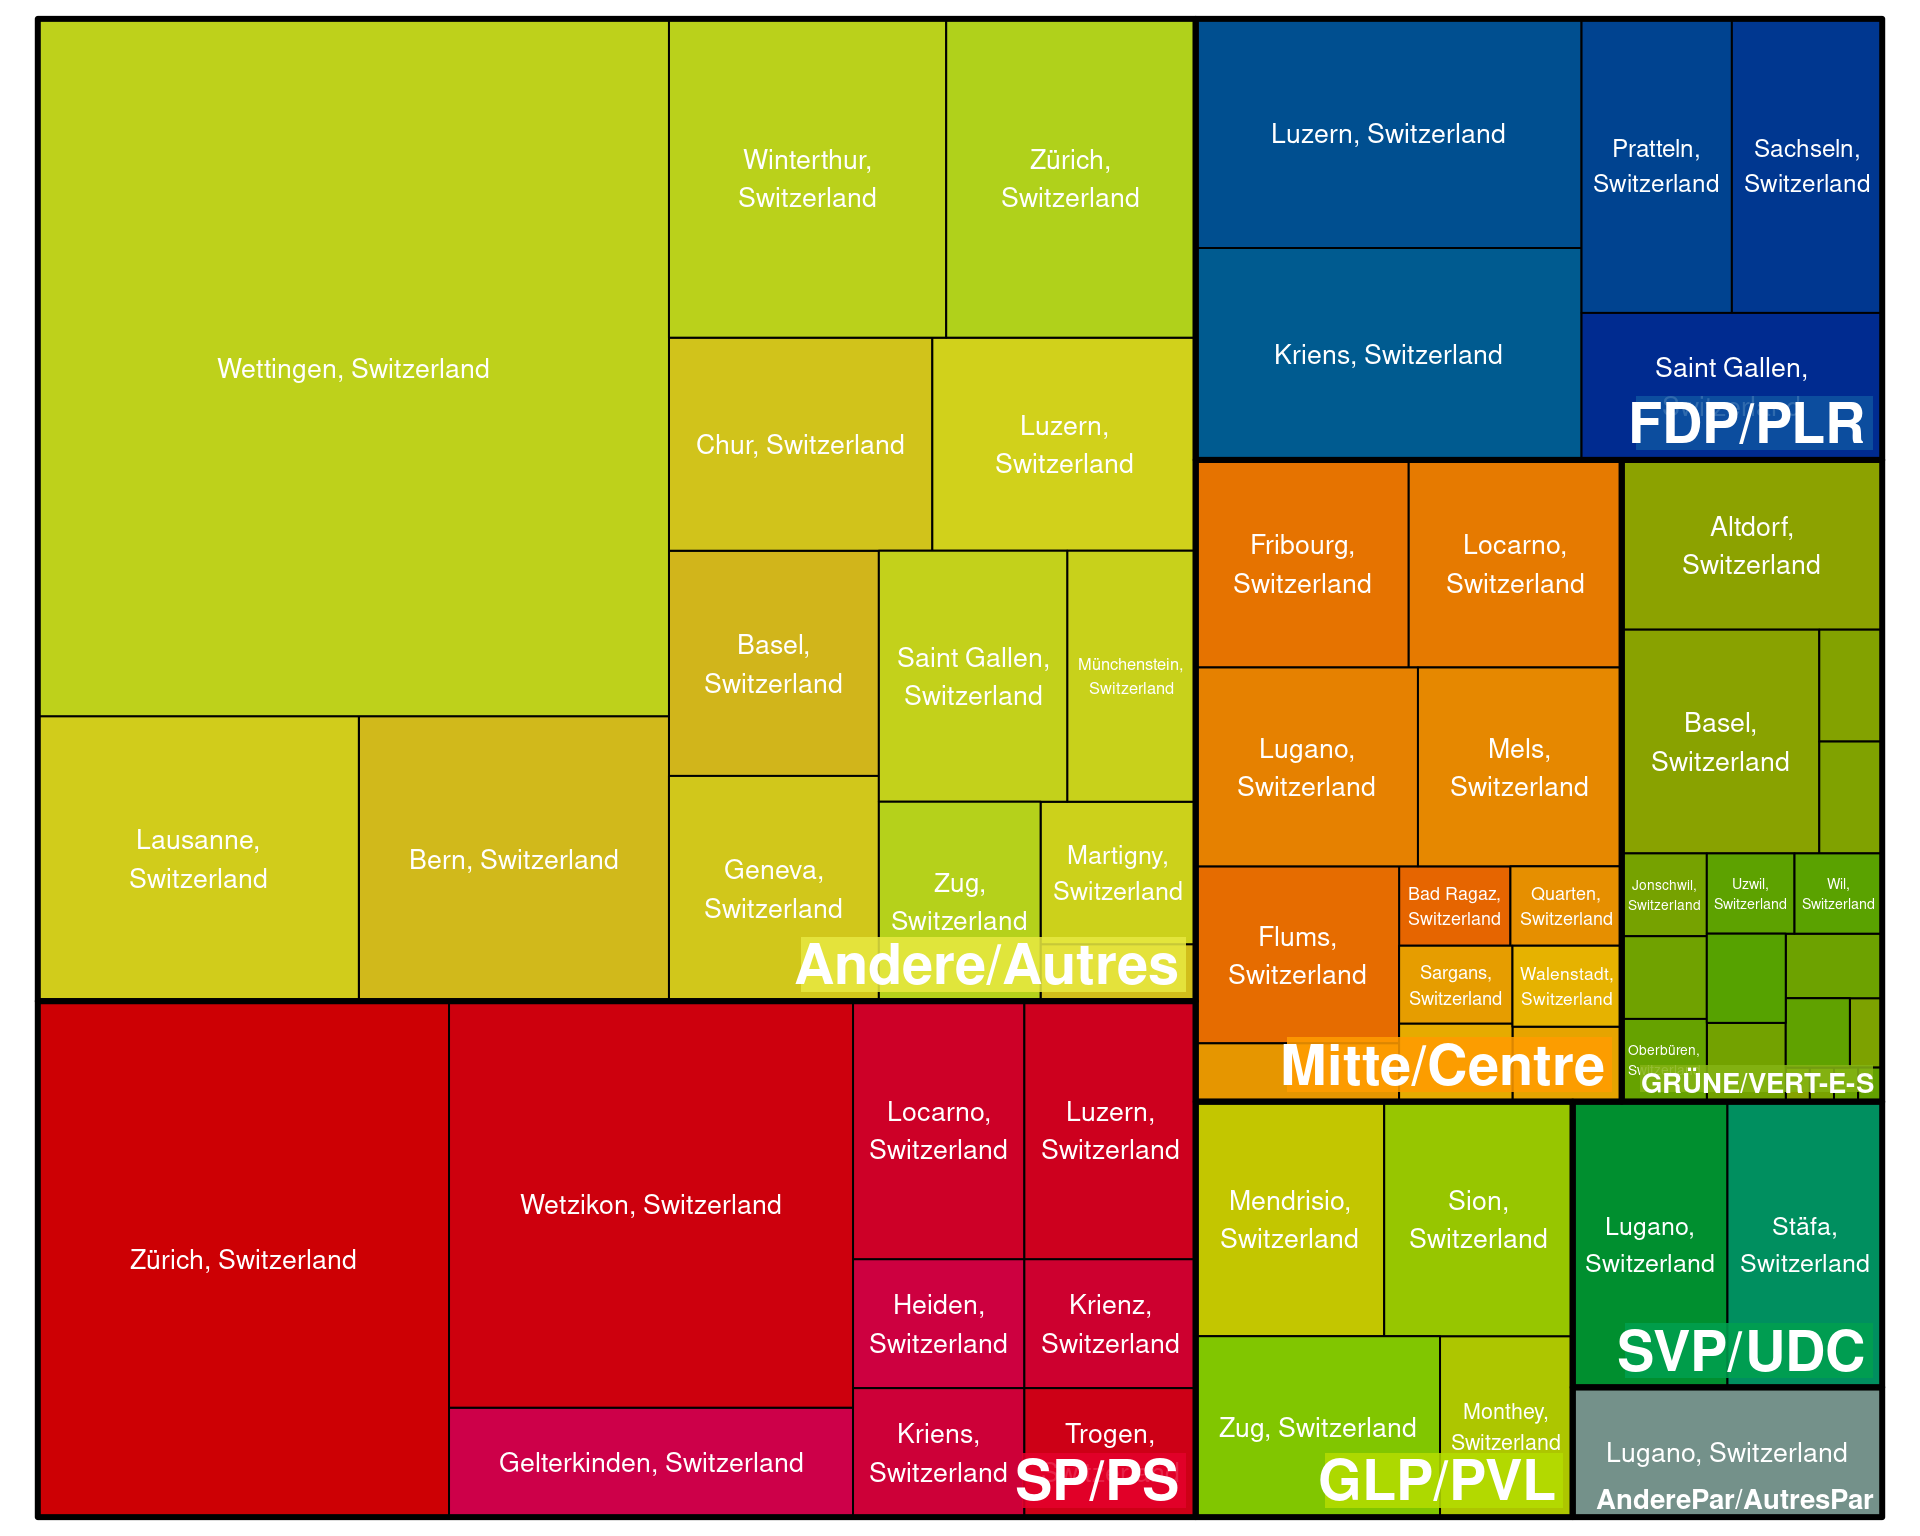 Wettingen, Switzerland
Winterthur,
Switzerland
Zürich,
Switzerland
Chur, Switzerland
Luzern,
Switzerland
Basel,
Switzerland
Saint Gallen,
Switzerland
Münchenstein,
Switzerland
Lausanne,
Switzerland
Bern, Switzerland
Geneva,
Switzerland
Zug,
Switzerland
Martigny,
Switzerland
Andere/Autres
Luzern, Switzerland
Kriens, Switzerland
Pratteln,
Switzerland
Sachseln,
Switzerland
Saint Gallen,
Switzerland
FDP/PLR
Fribourg,
Switzerland
Locarno,
Switzerland
Lugano,
Switzerland
Mels,
Switzerland
Flums,
Switzerland
Bad Ragaz,
Switzerland
Quarten,
Switzerland
Sargans,
Switzerland
Walenstadt,
Switzerland
Mitte/Centre
Altdorf,
Switzerland
Basel,
Switzerland
Jonschwil,
Switzerland
Uzwil,
Switzerland
Wil,
Switzerland
Oberbüren,
Switzerland
GRÜNE/VERT-E-S
Zürich, Switzerland
Wetzikon, Switzerland
Gelterkinden, Switzerland
Locarno,
Switzerland
Luzern,
Switzerland
Heiden,
Switzerland
Krienz,
Switzerland
Kriens,
Switzerland
Trogen,
Switzerland
SP/PS
Mendrisio,
Switzerland
Sion,
Switzerland
Zug, Switzerland
Monthey,
Switzerland
GLP/PVL
Lugano,
Switzerland
Stäfa,
Switzerland
SVP/UDC
Lugano, Switzerland
AnderePar/AutresPar